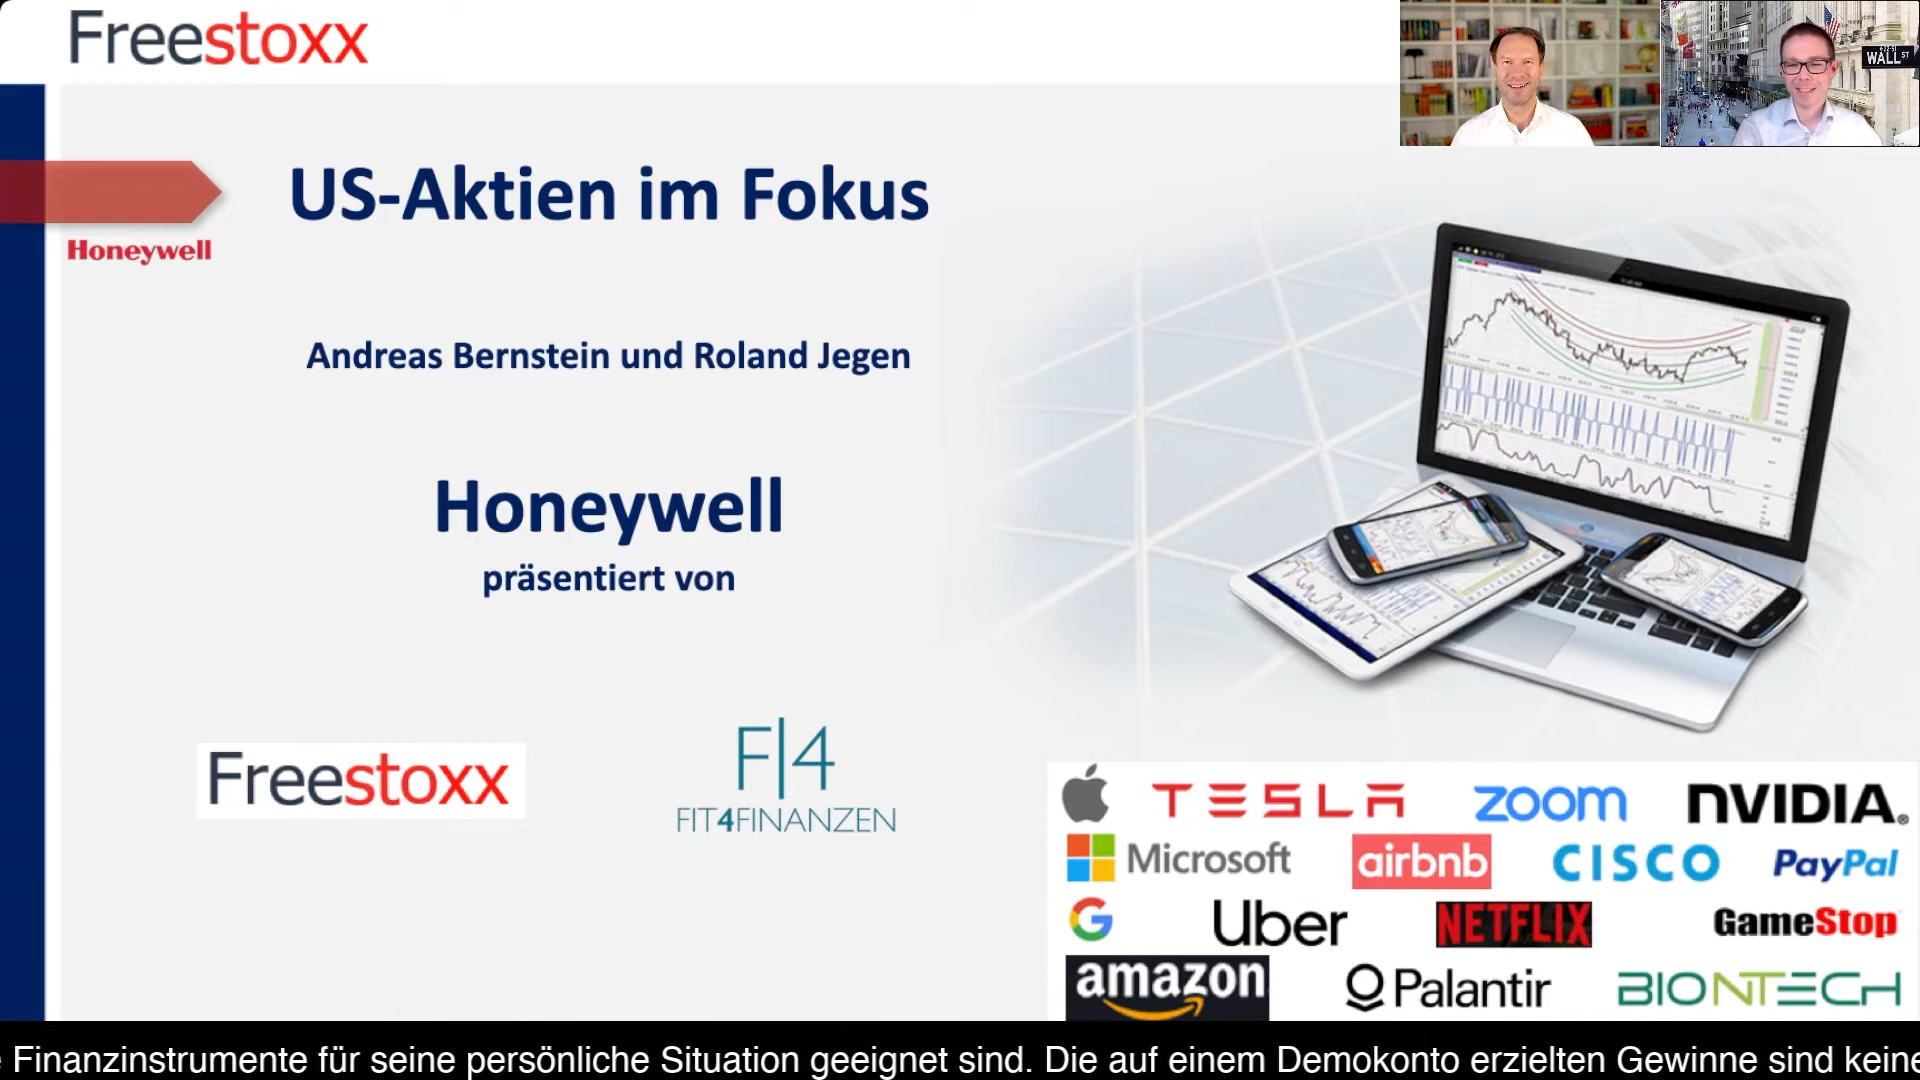 Freestoxx
WALL ST
US-Aktien im Fokus
Honeywell
Andreas Bernstein und Roland Jegen
Honeywell
präsentiert von
Freestoxx
F|4
FIT4FINANZEN
TESLA zoom NVIDIA®
Microsoft airbnb CISCO PayPal
G Uber NETFLIX GameStop
amazon Palantir BIONTECH
Finanzinstrumente für seine persönliche Situation geeignet sind. Die auf einem Demokonto erzielten Gewinne sind keine